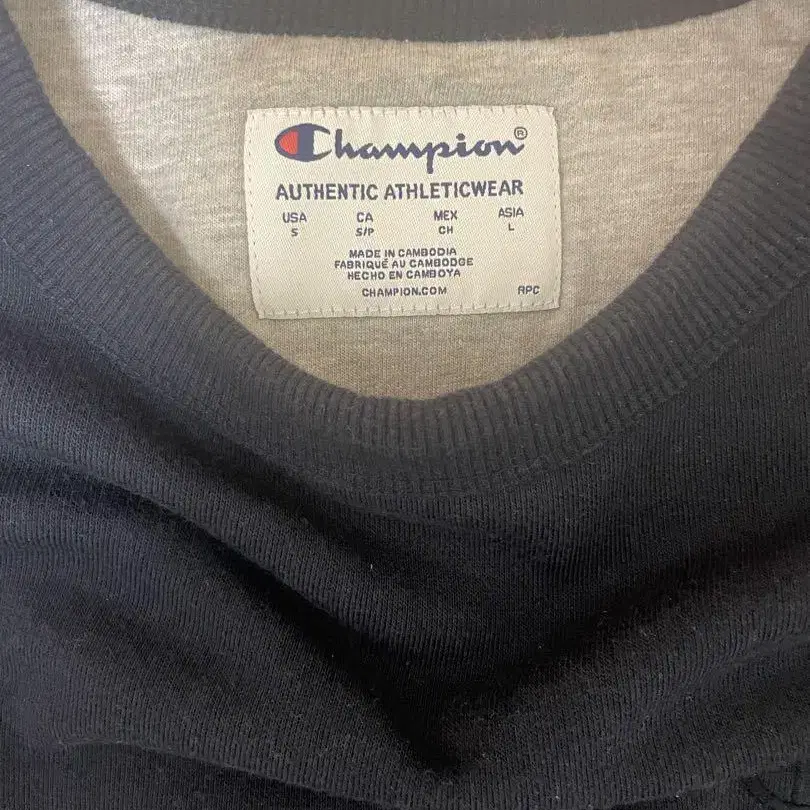 Champion®
AUTHENTIC ATHLETICWEAR
USA CA MEX ASIA
S S/P CH L
MADE IN CAMBODIA
FABRIQUÉ AU CAMBODGE
HECHO EN CAMBOYA
CHAMPION.COM RPC